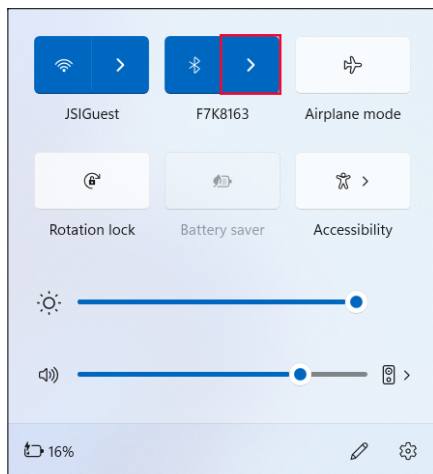 JSIGuest F7K8163 Airplane mode
Rotation lock Battery saver Accessibility
16%